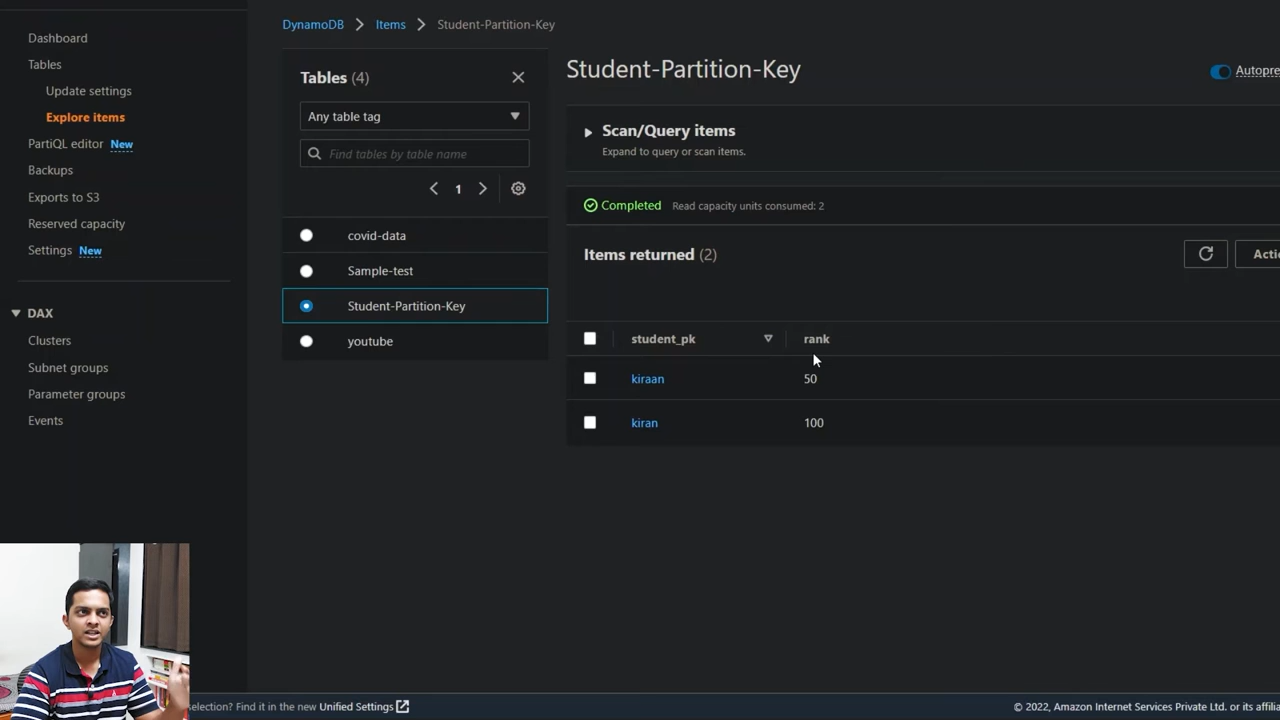 DynamoDB > Items > Student-Partition-Key
Dashboard
Tables
Update settings
Explore items
PartiQL editor New
Backups
Exports to S3
Reserved capacity
Settings New
DAX
Clusters
Subnet groups
Parameter groups
Events
Tables (4)
Any table tag
Find tables by table name
1
covid-data
Sample-test
Student-Partition-Key
youtube
Student-Partition-Key
Autopre
Scan/Query items
Expand to query or scan items.
Completed Read capacity units consumed: 2
Items returned (2)
Actio
student_pk rank
kiraan 50
kiran 100
election? Find it in the new Unified Settings
© 2022, Amazon Internet Services Private Ltd. or its affilia